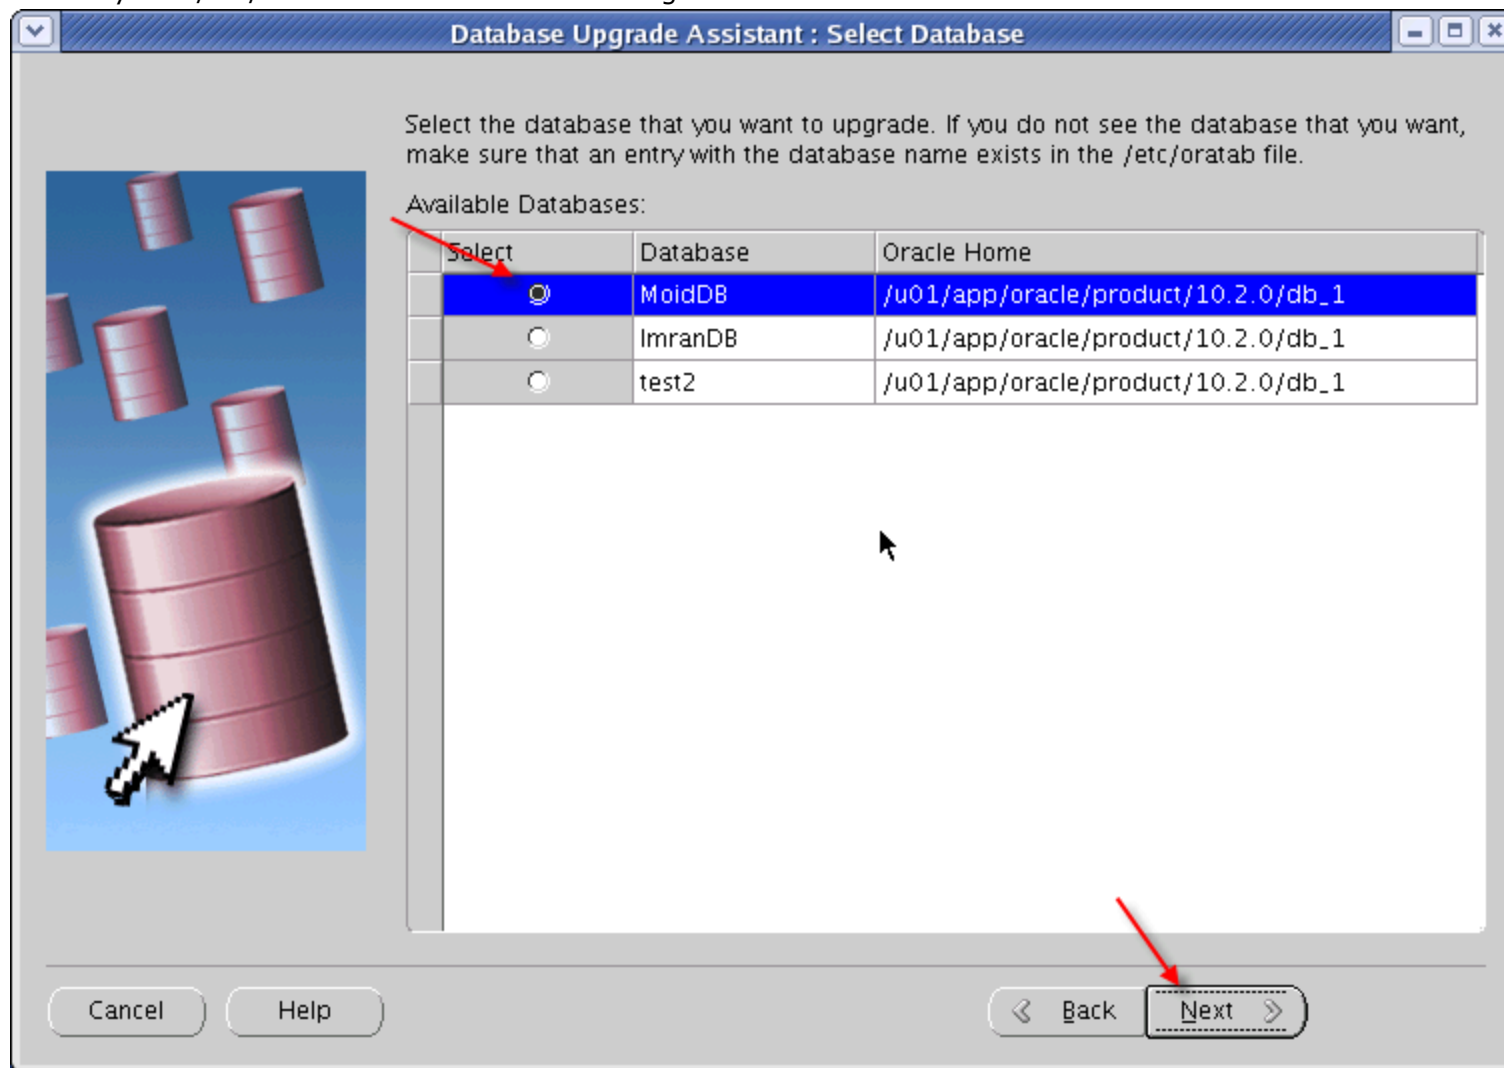 Database Upgrade Assistant : Select Database
Select the database that you want to upgrade. If you do not see the database that you want,
make sure that an entry with the database name exists in the /etc/oratab file.
Available Databases:
Select Database Oracle Home
MoidDB /u01/app/oracle/product/10.2.0/db_1
ImranDB /u01/app/oracle/product/10.2.0/db_1
test2 /u01/app/oracle/product/10.2.0/db_1
Cancel Help Back Next